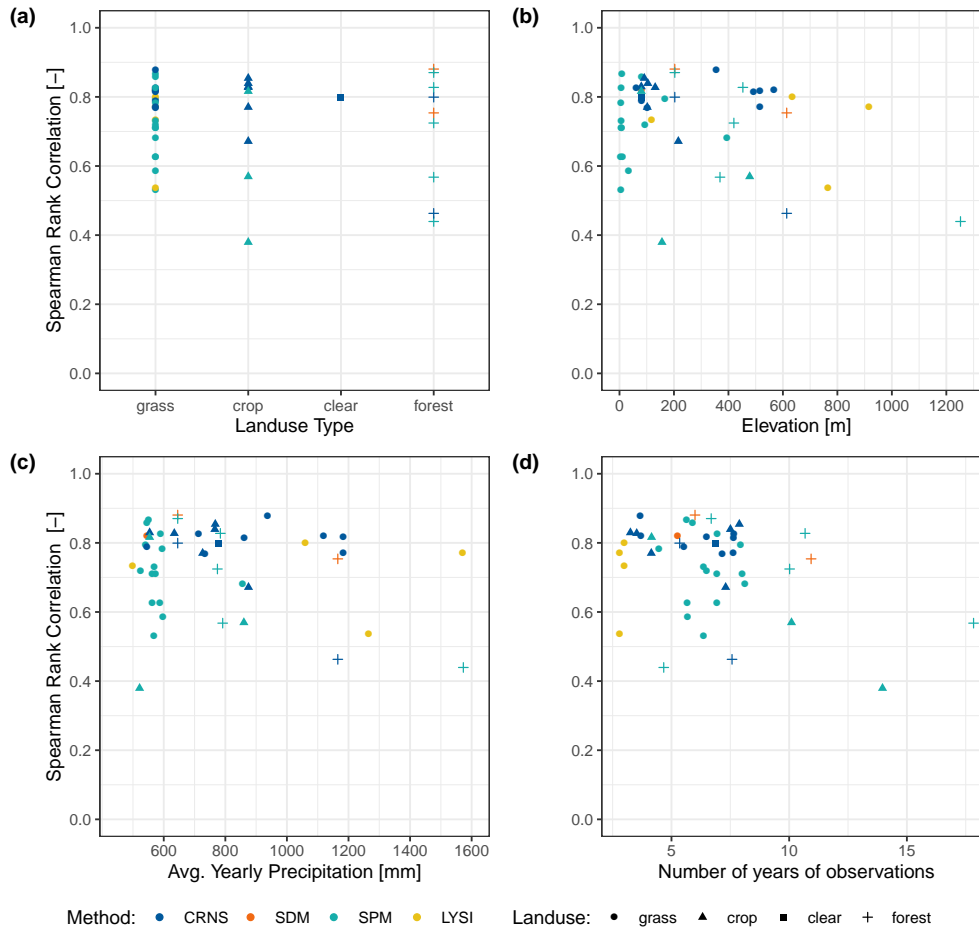 (a)
(b)
Spearman Rank Correlation [−]
1.0
0.8
0.6
0.4
0.2
0.0
grass crop clear forest
Landuse Type
1.0
0.8
0.6
0.4
0.2
0.0
0 200 400 600 800 1000 1200
Elevation [m]
(c)
(d)
Spearman Rank Correlation [−]
1.0
0.8
0.6
0.4
0.2
0.0
600 800 1000 1200 1400 1600
Avg. Yearly Precipitation [mm]
1.0
0.8
0.6
0.4
0.2
0.0
5 10 15
Number of years of observations
Method: CRNS SDM SPM LYSI Landuse: grass crop clear forest